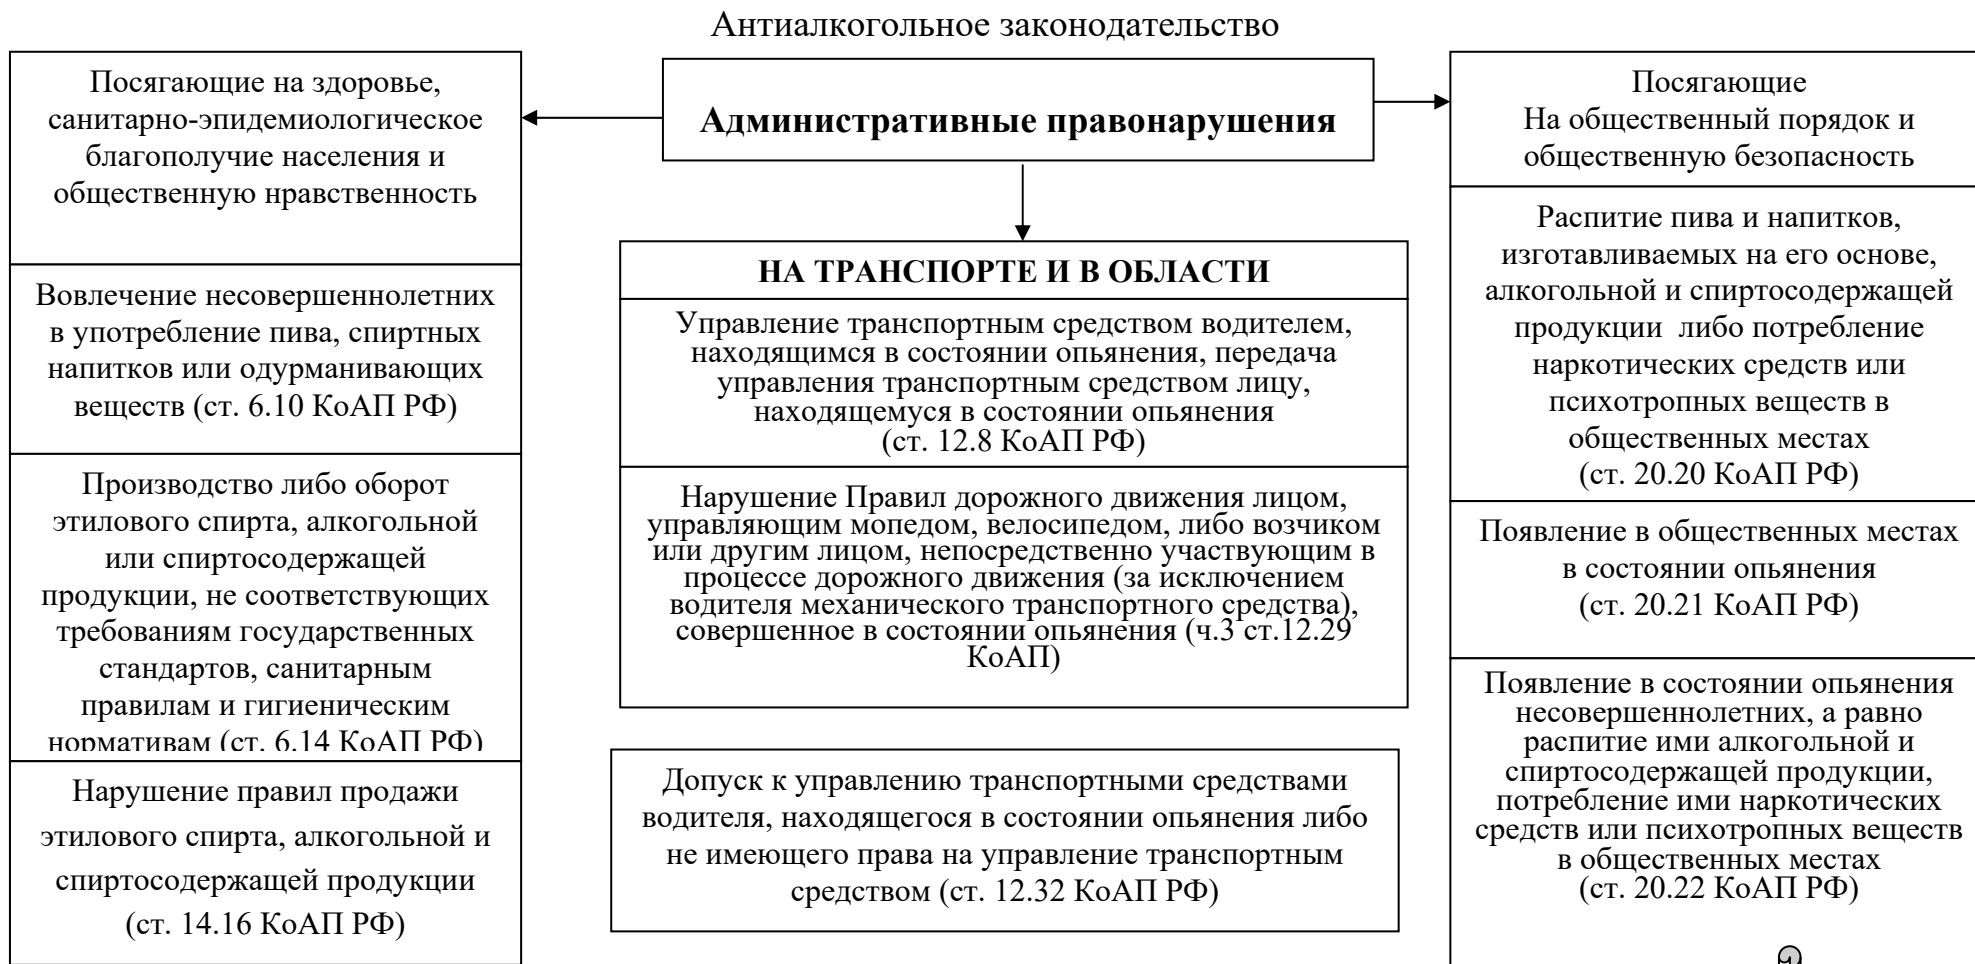 Антиалкогольное законодательство
Посягающие на здоровье,
санитарно-эпидемиологическое
благополучие населения и
общественную нравственность
Вовлечение несовершеннолетних
в употребление пива, спиртных
напитков или одурманивающих
веществ (ст. 6.10 КоАП РФ)
Производство либо оборот
этилового спирта, алкогольной
или спиртосодержащей
продукции, не соответствующих
требованиям государственных
стандартов, санитарным
правилам и гигиеническим
нормативам (ст. 6.14 КоАП РФ)
Нарушение правил продажи
этилового спирта, алкогольной и
спиртосодержащей продукции
(ст. 14.16 КоАП РФ)
Административные правонарушения
НА ТРАНСПОРТЕ И В ОБЛАСТИ
Управление транспортным средством водителем,
находящимся в состоянии опьянения, передача
управления транспортным средством лицу,
находящемуся в состоянии опьянения
(ст. 12.8 КоАП РФ)
Нарушение Правил дорожного движения лицом,
управляющим мопедом, велосипедом, либо возчиком
или другим лицом, непосредственно участвующим в
процессе дорожного движения (за исключением
водителя механического транспортного средства),
совершенное в состоянии опьянения (ч.3 ст.12.29
КоАП)
Допуск к управлению транспортными средствами
водителя, находящегося в состоянии опьянения либо
не имеющего права на управление транспортным
средством (ст. 12.32 КоАП РФ)
Посягающие
На общественный порядок и
общественную безопасность
Распитие пива и напитков,
изготавливаемых на его основе,
алкогольной и спиртосодержащей
продукции либо потребление
наркотических средств или
психотропных веществ в
общественных местах
(ст. 20.20 КоАП РФ)
Появление в общественных местах
в состоянии опьянения
(ст. 20.21 КоАП РФ)
Появление в состоянии опьянения
несовершеннолетних, а равно
распитие ими алкогольной и
спиртосодержащей продукции,
потребление ими наркотических
средств или психотропных веществ
в общественных местах
(ст. 20.22 КоАП РФ)